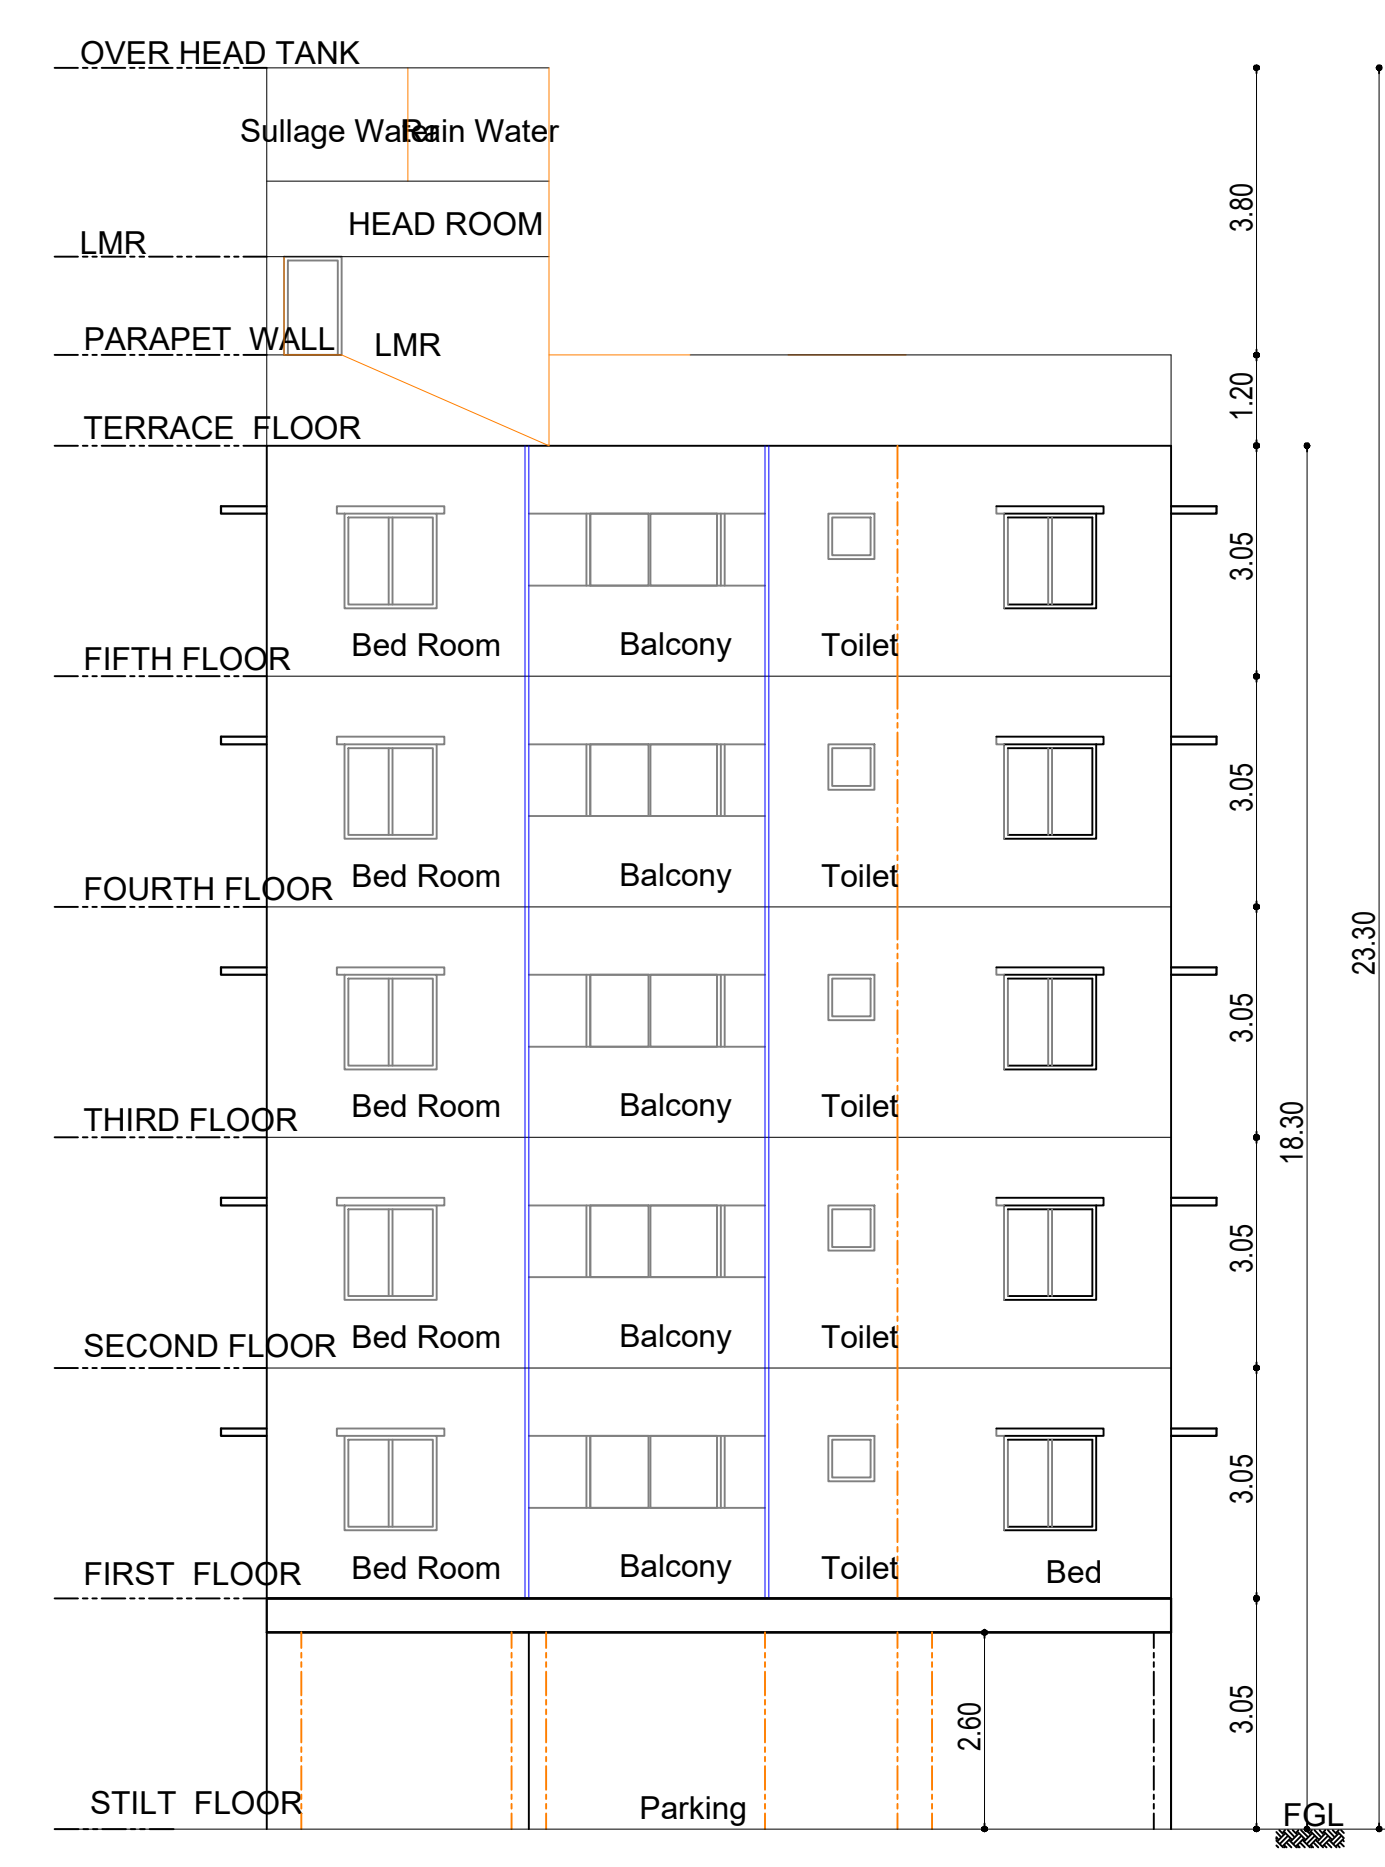 OVER HEAD TANK
Sullage Water
Rain Water
HEAD ROOM
3.80
LMR
PARAPET WALL
LMR
1.20
TERRACE FLOOR
3.05
Bed Room
Balcony
Toilet
FIFTH FLOOR
3.05
Bed Room
Balcony
Toilet
FOURTH FLOOR
23.30
3.05
Bed Room
Balcony
Toilet
THIRD FLOOR
18.30
3.05
Bed Room
Balcony
Toilet
SECOND FLOOR
3.05
Bed Room
Balcony
Toilet
Bed
FIRST FLOOR
3.05
2.60
STILT FLOOR
Parking
FGL